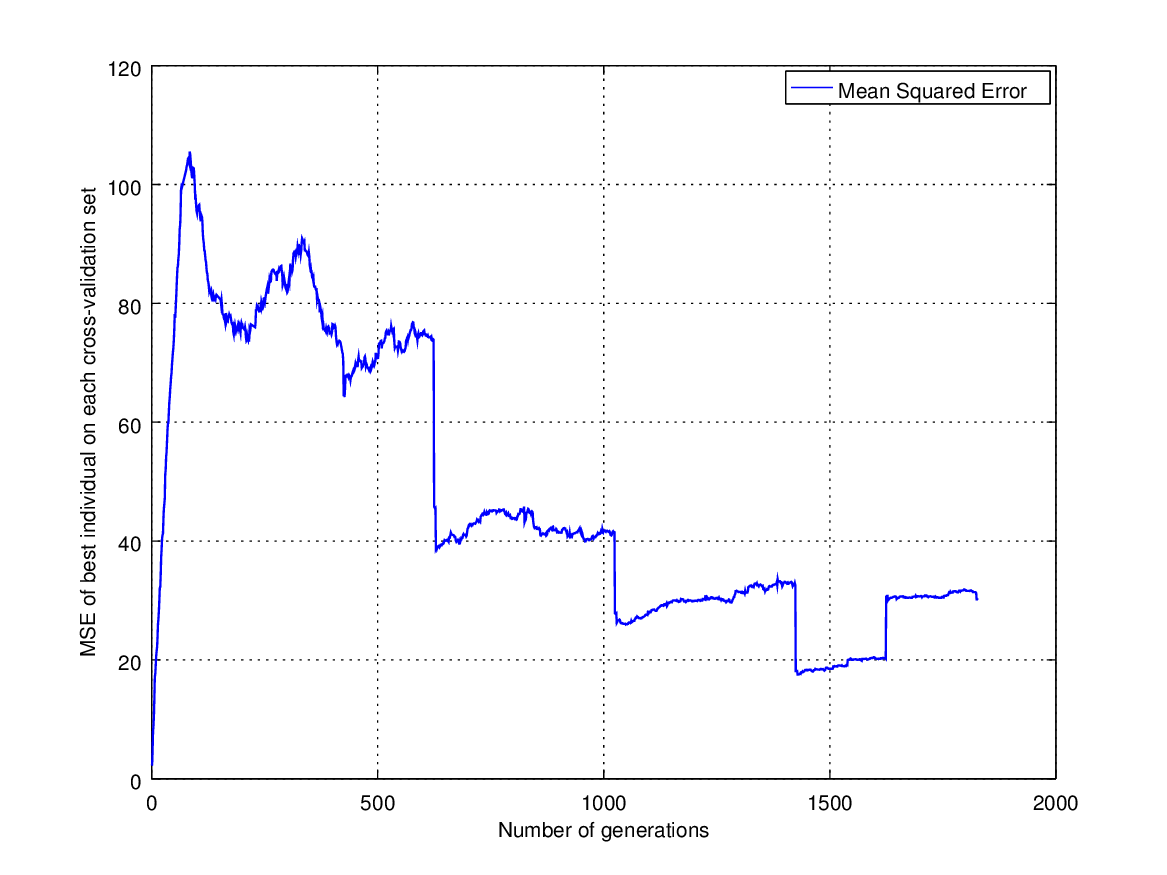 120
Mean Squared Error
100
80
60
40
20
0
MSE of best individual on each cross-validation set
0 500 1000 1500 2000
Number of generations